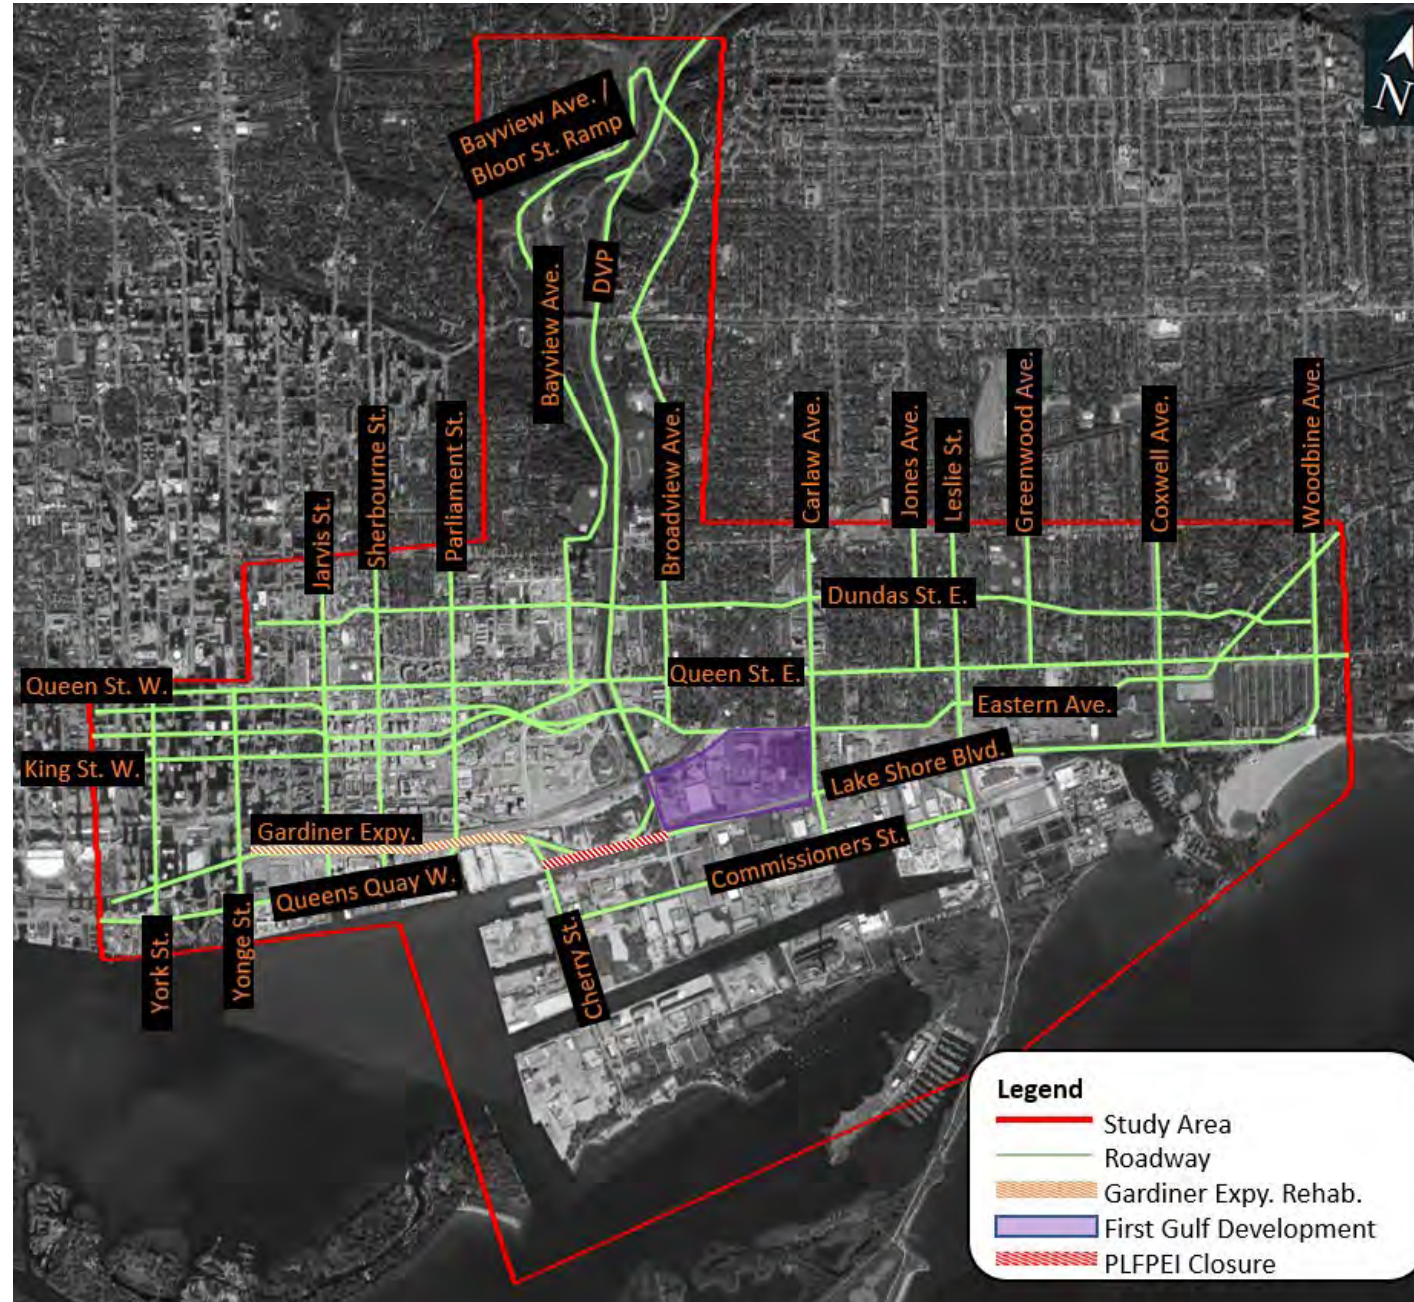 N
Bayview Ave. /
Bloor St. Ramp
DVP
Bayview Ave.
Broadview Ave.
Jarvis St.
Sherbourne St.
Parliament St.
Carlaw Ave.
Jones Ave.
Leslie St.
Greenwood Ave.
Coxwell Ave.
Woodbine Ave.
Dundas St. E.
Queen St. W.
Queen St. E.
Eastern Ave.
King St. W.
Lake Shore Blvd.
Gardiner Expy.
Commissioners St.
Queens Quay W.
York St.
Yonge St.
Cherry St.
Legend
Study Area
Roadway
Gardiner Expy. Rehab.
First Gulf Development
PLFPEI Closure